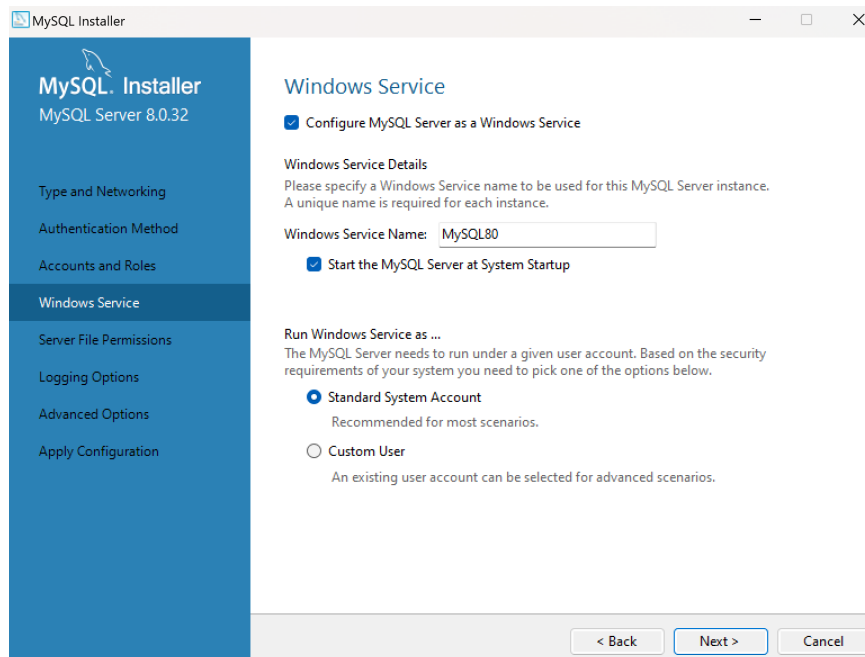 MySQL Installer
MySQL. Installer
MySQL Server 8.0.32
Type and Networking
Authentication Method
Accounts and Roles
Windows Service
Server File Permissions
Logging Options
Advanced Options
Apply Configuration
Windows Service
Configure MySQL Server as a Windows Service
Windows Service Details
Please specify a Windows Service name to be used for this MySQL Server instance.
A unique name is required for each instance.
Windows Service Name: MySQL80
Start the MySQL Server at System Startup
Run Windows Service as ...
The MySQL Server needs to run under a given user account. Based on the security
requirements of your system you need to pick one of the options below.
Standard System Account
Recommended for most scenarios.
Custom User
An existing user account can be selected for advanced scenarios.
< Back Next > Cancel